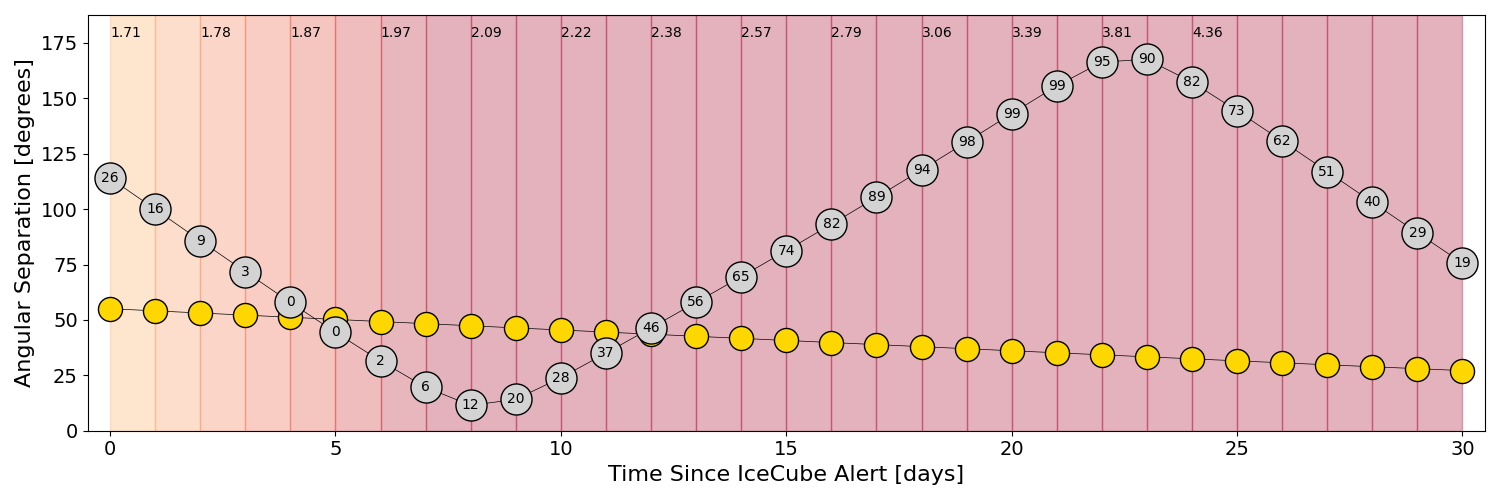 1.71 1.78 1.87 1.97 2.09 2.22 2.38 2.57 2.79 3.06 3.39 3.81 4.36
175
150
125
100
75
50
25
0
Angular Separation [degrees]
26 16 9 3 0 0 2 6 12 20 28 37 46 56 65 74 82 89 94 98 99 99 95 90 82 73 62 51 40 29 19
0 5 10 15 20 25 30
Time Since IceCube Alert [days]